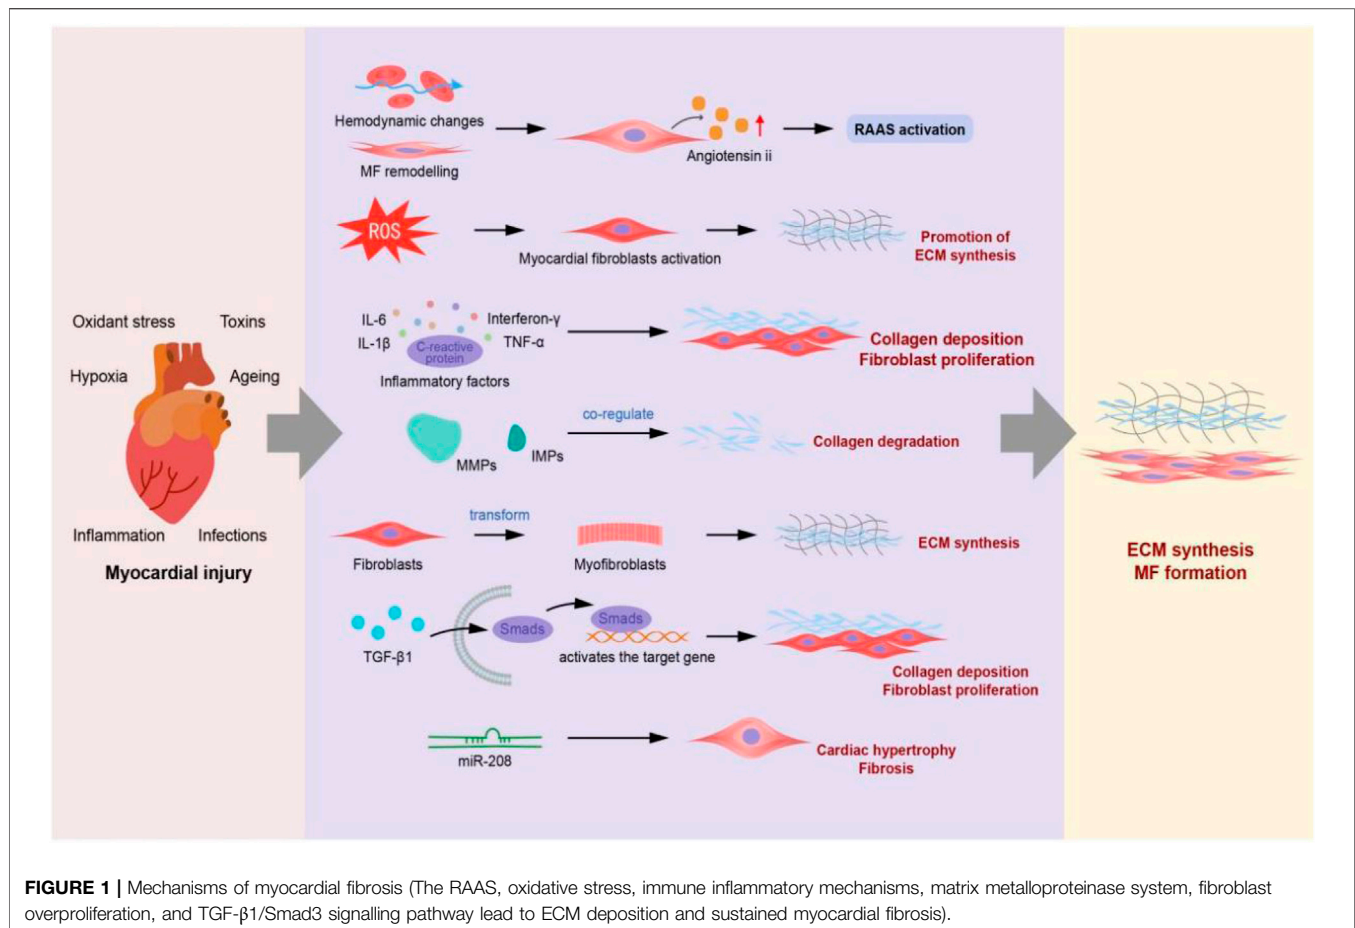 Oxidant stress
Toxins
Hypoxia
Ageing
Inflammation
Infections
Myocardial injury
Hemodynamic changes
MF remodelling
Angiotensin ii
RAAS activation
ROS
Myocardial fibroblasts activation
Promotion of
ECM synthesis
IL-6
Interferon-γ
IL-1β
C-reactive
protein
TNF-α
Inflammatory factors
Collagen deposition
Fibroblast proliferation
MMPs
IMPs
co-regulate
Collagen degradation
Fibroblasts
transform
Myofibroblasts
ECM synthesis
TGF-β1
Smads
Smads
activates the target gene
Collagen deposition
Fibroblast proliferation
miR-208
Cardiac hypertrophy
Fibrosis
ECM synthesis
MF formation
FIGURE 1 | Mechanisms of myocardial fibrosis (The RAAS, oxidative stress, immune inflammatory mechanisms, matrix metalloproteinase system, fibroblast
overproliferation, and TGF-β1/Smad3 signalling pathway lead to ECM deposition and sustained myocardial fibrosis).